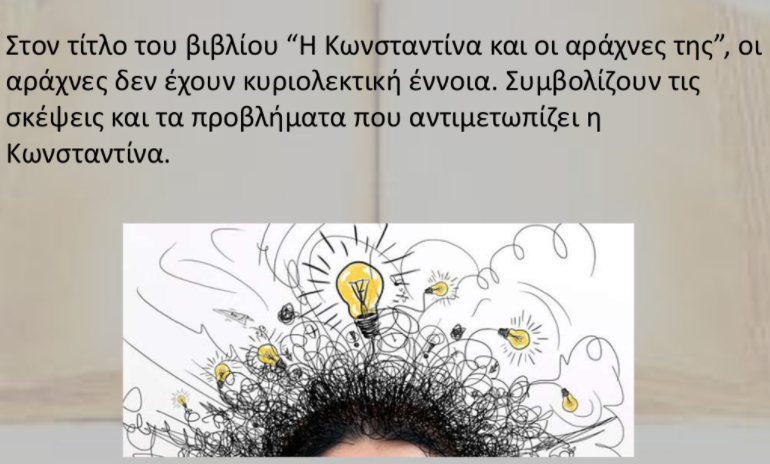 Στον τίτλο του βιβλίου “Η Κωνσταντίνα και οι αράχνες της”, οι
αράχνες δεν έχουν κυριολεκτική έννοια. Συμβολίζουν τις
σκέψεις και τα προβλήματα που αντιμετωπίζει η
Κωνσταντίνα.